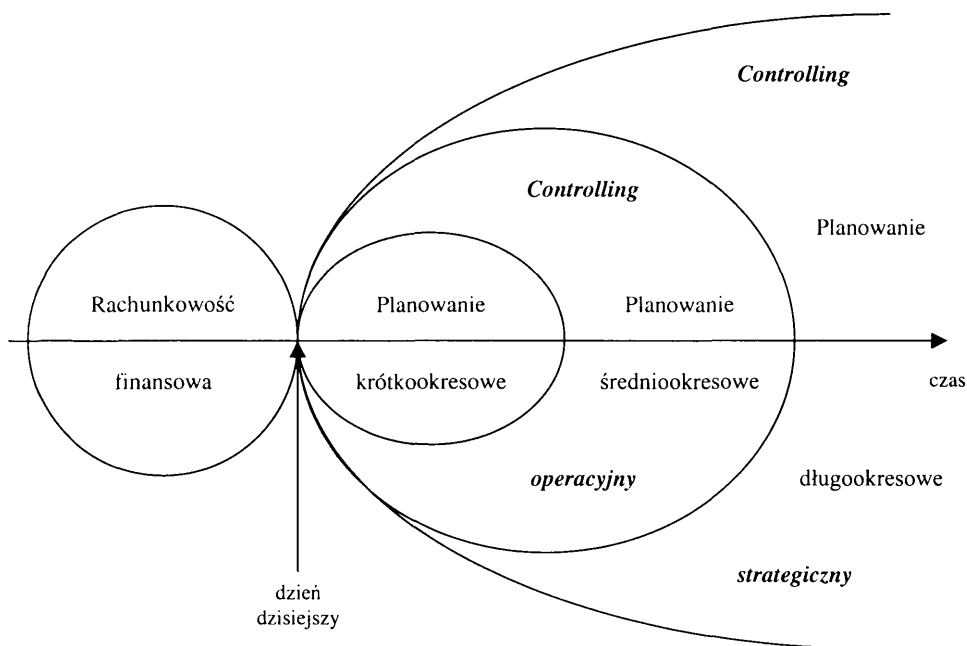 Controlling
Controlling
Planowanie
Rachunkowość
Planowanie
Planowanie
finansowa
krótkookresowe
średniookresowe
czas
operacyjny
długookresowe
strategiczny
dzień
dzisiejszy